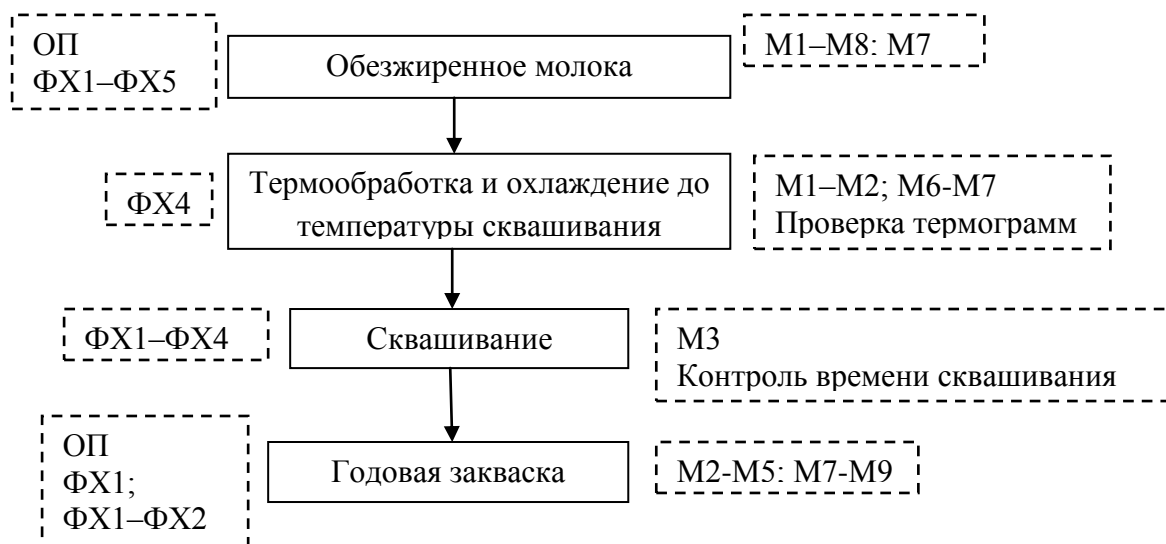 ОП
ФХ1–ФХ5
Обезжиренное молока
М1–М8: М7
ФХ4
Термообработка и охлаждение до
температуры сквашивания
М1–М2; М6-М7
Проверка термограмм
ФХ1–ФХ4
Сквашивание
М3
Контроль времени сквашивания
ОП
ФХ1;
ФХ1–ФХ2
Годовая закваска
М2-М5: М7-М9